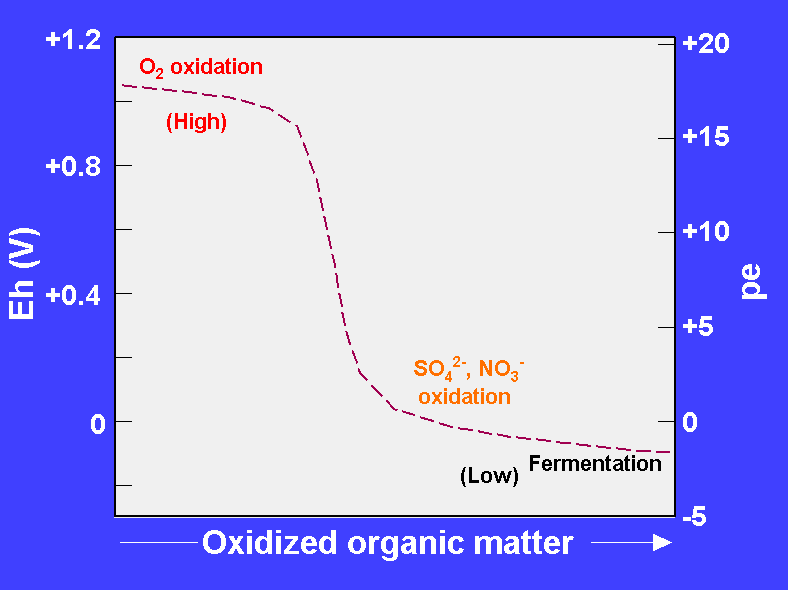 +1.2
+20
O₂ oxidation
(High)
+15
+0.8
+10
Eh (V)
pe
+0.4
+5
SO₄²⁻, NO₃⁻
oxidation
0
0
Fermentation
(Low)
-5
Oxidized organic matter